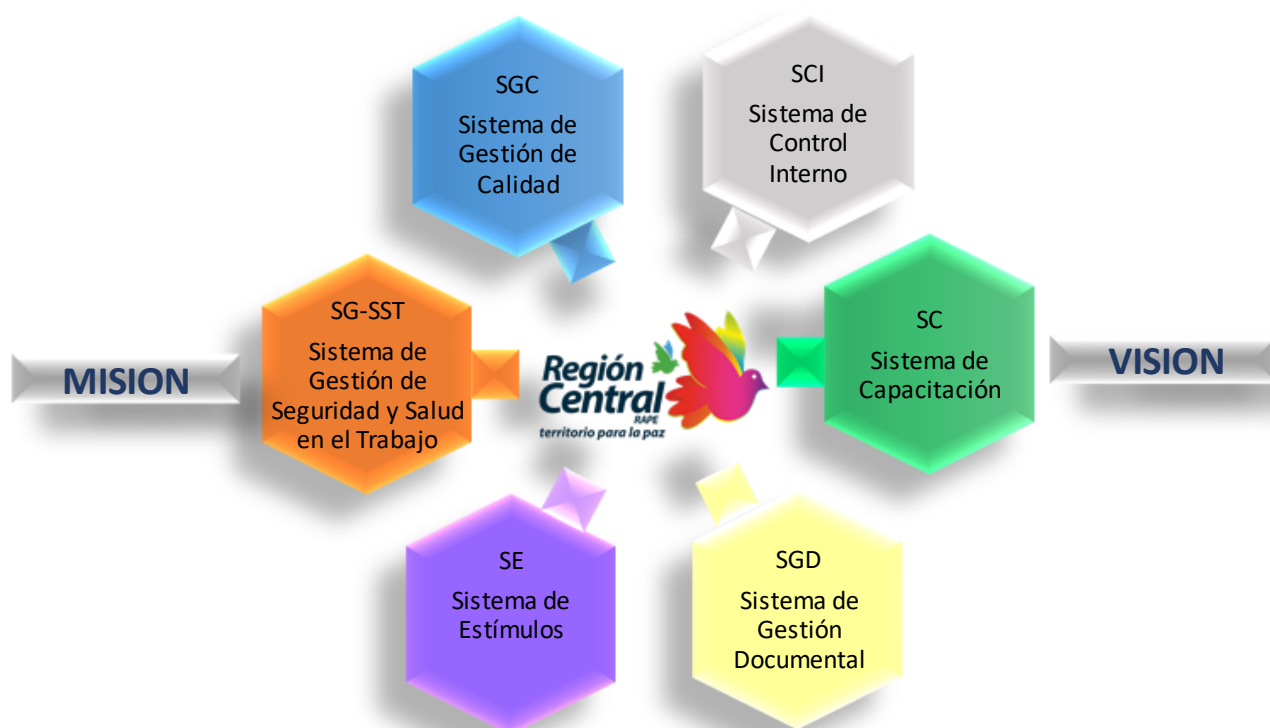 SGC
Sistema de
Gestión de
Calidad
SCI
Sistema de
Control
Interno
SG-SST
Sistema de
Gestión de
Seguridad y Salud
en el Trabajo
SC
Sistema de
Capacitación
MISION
Región
Central
RAPE
territorio para la paz
VISION
SE
Sistema de
Estímulos
SGD
Sistema de
Gestión
Documental